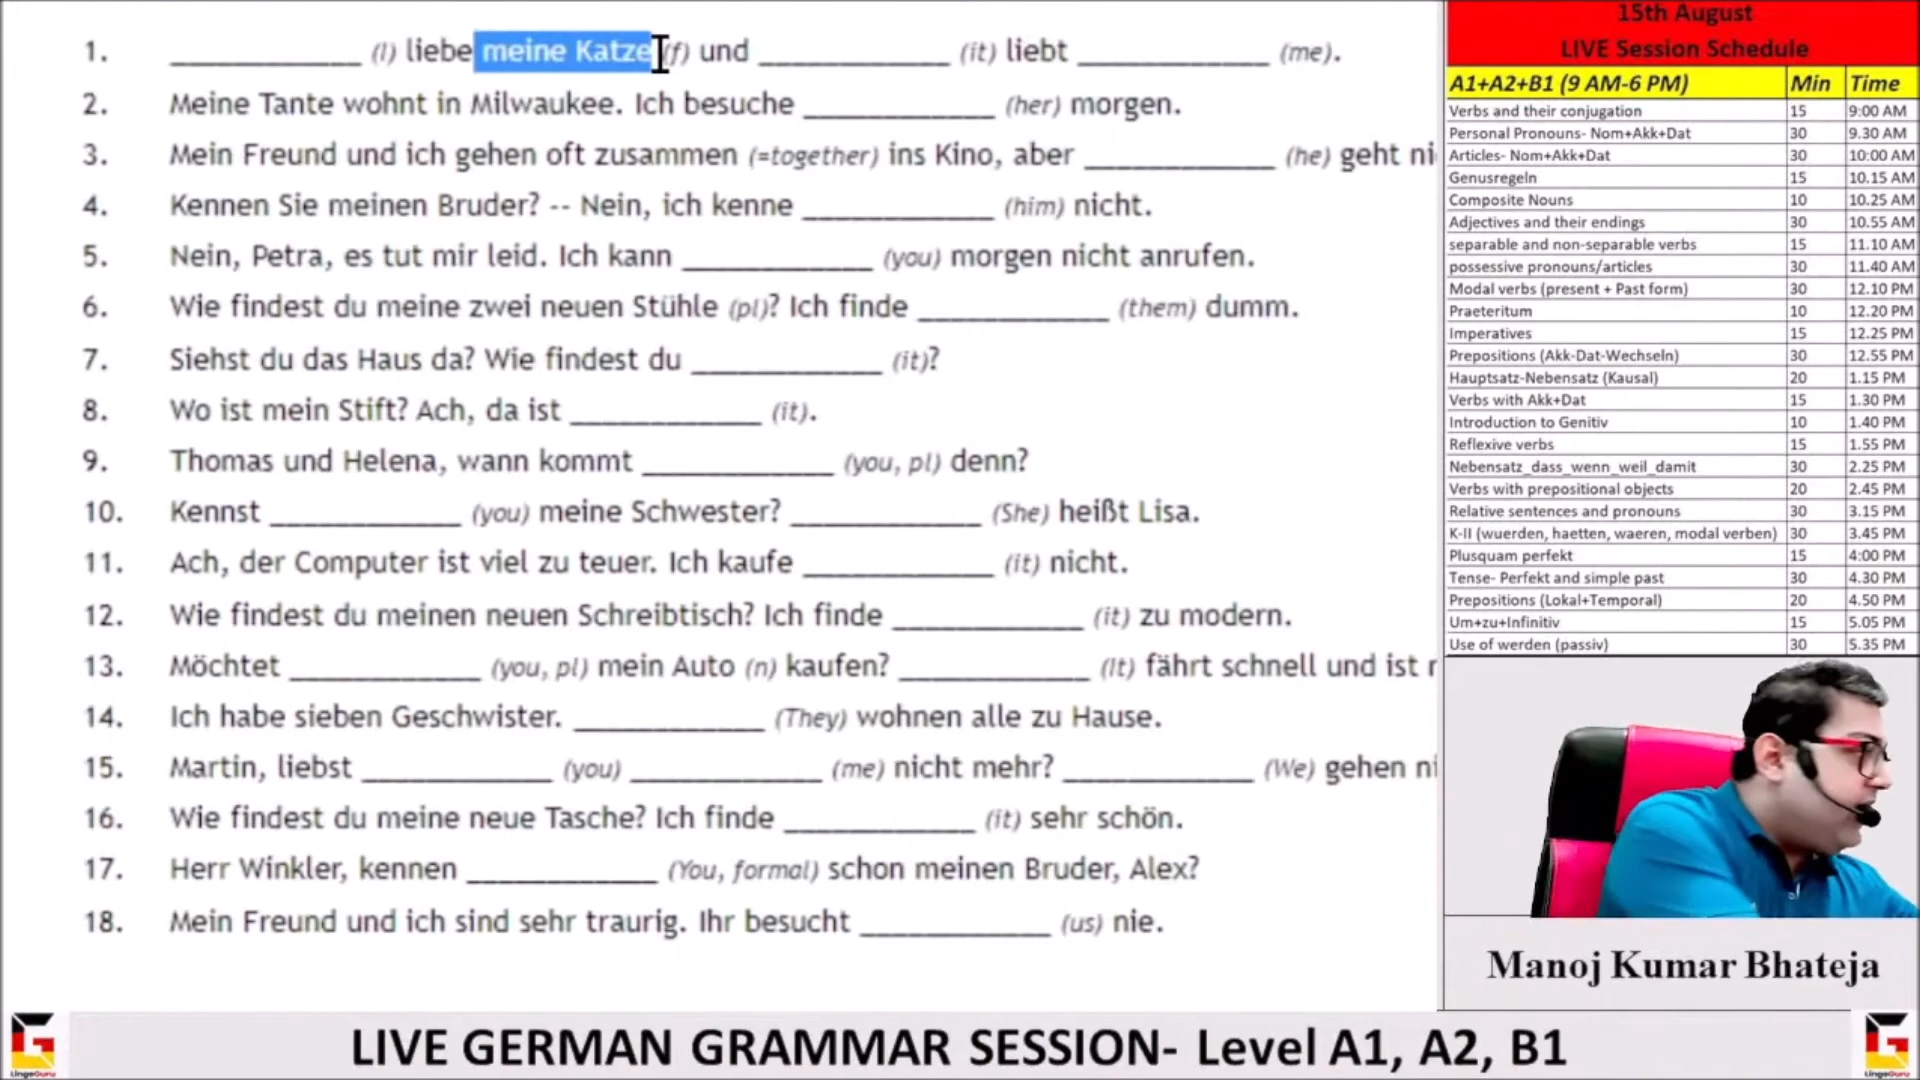 1. ____________ (I) liebe meine Katze (f) und ____________ (it) liebt ____________ (me).
2. Meine Tante wohnt in Milwaukee. Ich besuche ____________ (her) morgen.
3. Mein Freund und ich gehen oft zusammen (=together) ins Kino, aber ____________ (he) geht ni
4. Kennen Sie meinen Bruder? -- Nein, ich kenne ____________ (him) nicht.
5. Nein, Petra, es tut mir leid. Ich kann ____________ (you) morgen nicht anrufen.
6. Wie findest du meine zwei neuen Stühle (pl)? Ich finde ____________ (them) dumm.
7. Siehst du das Haus da? Wie findest du ____________ (it)?
8. Wo ist mein Stift? Ach, da ist ____________ (it).
9. Thomas und Helena, wann kommt ____________ (you, pl) denn?
10. Kennst ____________ (you) meine Schwester? ____________ (She) heißt Lisa.
11. Ach, der Computer ist viel zu teuer. Ich kaufe ____________ (it) nicht.
12. Wie findest du meinen neuen Schreibtisch? Ich finde ____________ (it) zu modern.
13. Möchtet ____________ (you, pl) mein Auto (n) kaufen? ____________ (It) fährt schnell und ist r
14. Ich habe sieben Geschwister. ____________ (They) wohnen alle zu Hause.
15. Martin, liebst ____________ (you) ____________ (me) nicht mehr? ____________ (We) gehen ni
16. Wie findest du meine neue Tasche? Ich finde ____________ (it) sehr schön.
17. Herr Winkler, kennen ____________ (You, formal) schon meinen Bruder, Alex?
18. Mein Freund und ich sind sehr traurig. Ihr besucht ____________ (us) nie.
15th August
LIVE Session Schedule
A1+A2+B1 (9 AM-6 PM) Min Time
Verbs and their conjugation 15 9:00 AM
Personal Pronouns- Nom+Akk+Dat 30 9.30 AM
Articles- Nom+Akk+Dat 30 10:00 AM
Genusregeln 15 10.15 AM
Composite Nouns 10 10.25 AM
Adjectives and their endings 30 10.55 AM
separable and non-separable verbs 15 11.10 AM
possessive pronouns/articles 30 11.40 AM
Modal verbs (present + Past form) 30 12.10 PM
Praeteritum 10 12.20 PM
Imperatives 15 12.25 PM
Prepositions (Akk-Dat-Wechseln) 30 12.55 PM
Hauptsatz-Nebensatz (Kausal) 20 1.15 PM
Verbs with Akk+Dat 15 1.30 PM
Introduction to Genitiv 10 1.40 PM
Reflexive verbs 15 1.55 PM
Nebensatz_dass_wenn_weil_damit 30 2.25 PM
Verbs with prepositional objects 20 2.45 PM
Relative sentences and pronouns 30 3.15 PM
K-II (wuerden, haetten, waeren, modal verben) 30 3.45 PM
Plusquam perfekt 15 4:00 PM
Tense- Perfekt and simple past 30 4.30 PM
Prepositions (Lokal+Temporal) 20 4.50 PM
Um+zu+Infinitiv 15 5.05 PM
Use of werden (passiv) 30 5.35 PM
Manoj Kumar Bhateja
LingoGuru
LIVE GERMAN GRAMMAR SESSION- Level A1, A2, B1
LingoGuru